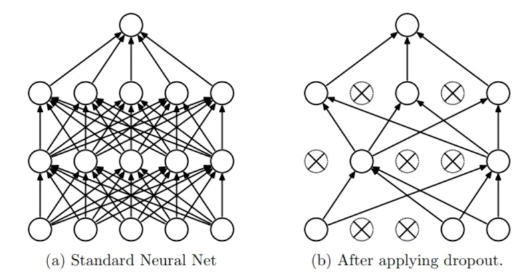 (a) Standard Neural Net
(b) After applying dropout.